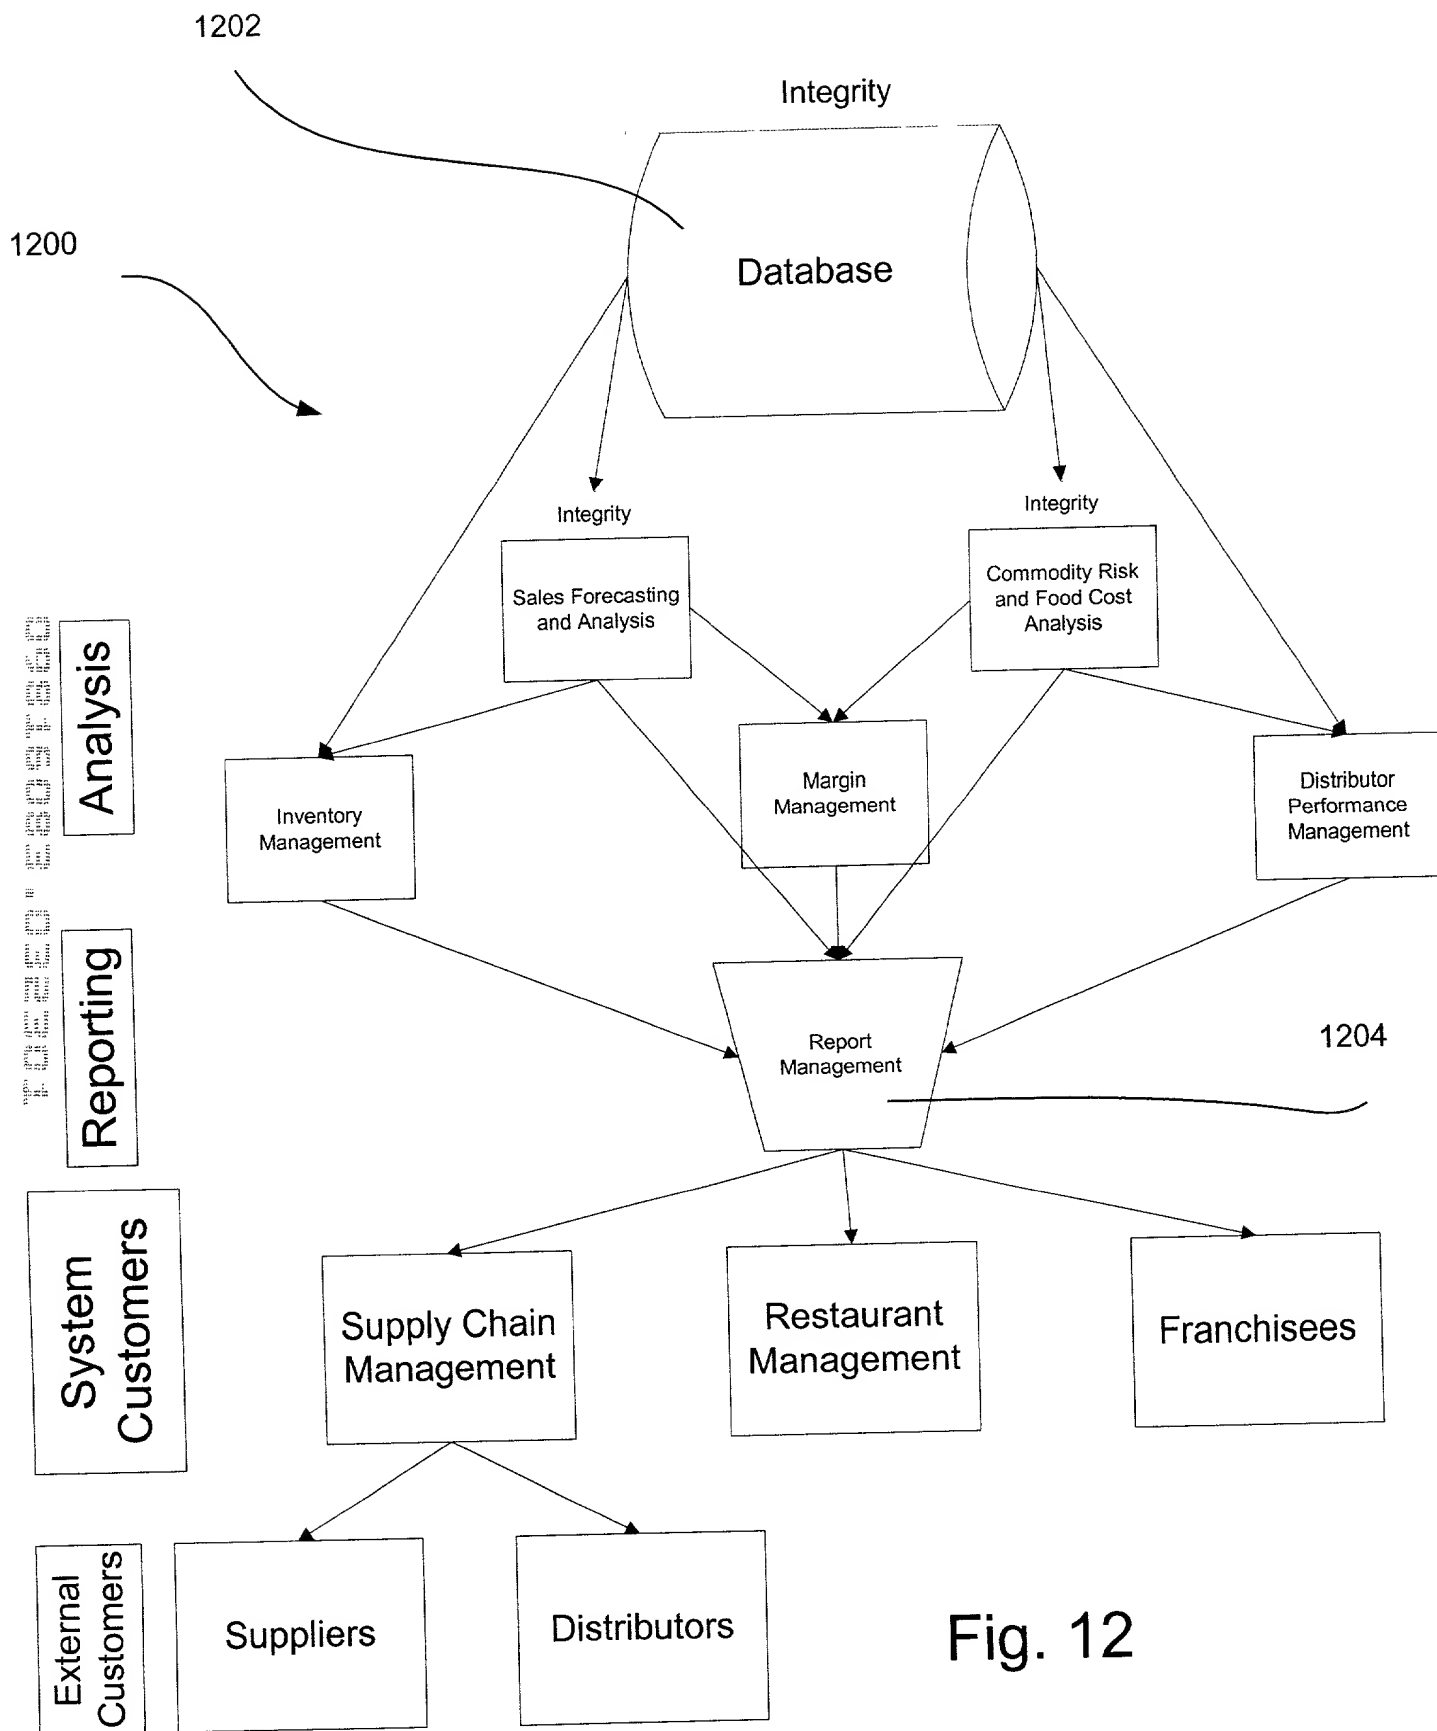 1202
Integrity
1200
Database
Integrity
Integrity
Sales Forecasting
and Analysis
Commodity Risk
and Food Cost
Analysis
Analysis
Inventory
Management
Margin
Management
Distributor
Performance
Management
Reporting
Report
Management
1204
System
Customers
Supply Chain
Management
Restaurant
Management
Franchisees
External
Customers
Suppliers
Distributors
Fig. 12